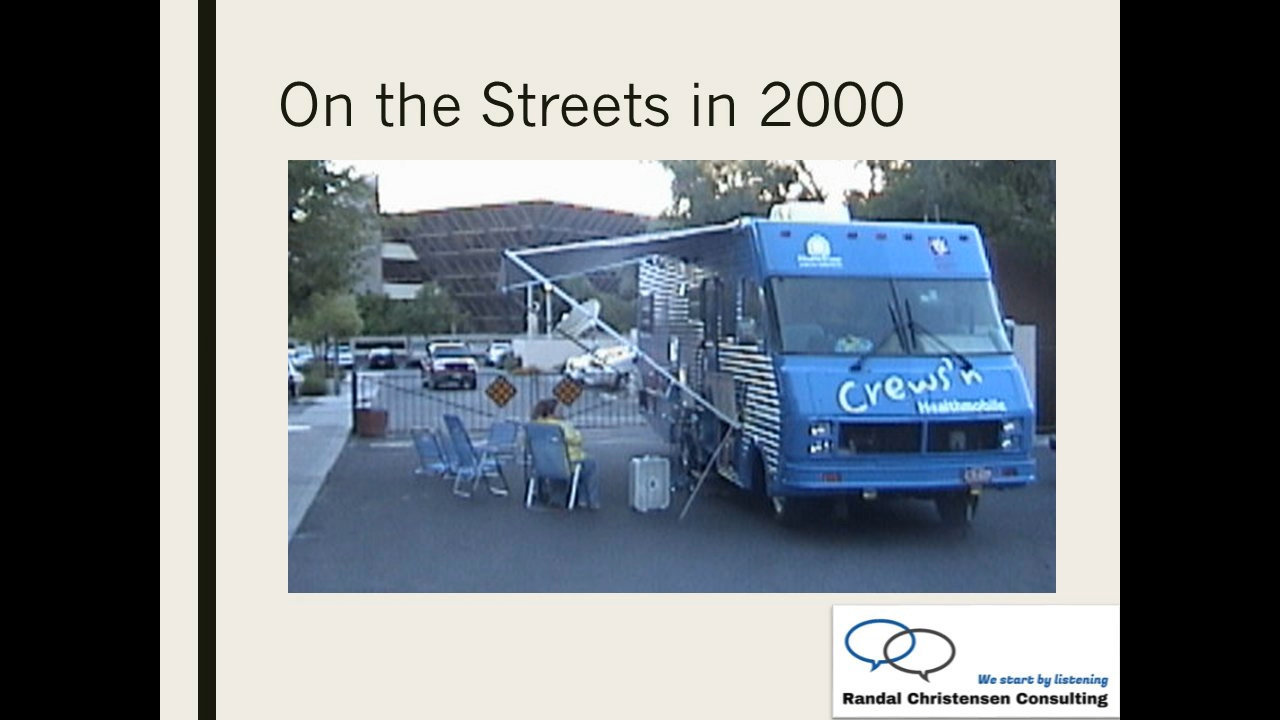 On the Streets in 2000
Crews'n
Healthmobile
We start by listening
Randal Christensen Consulting